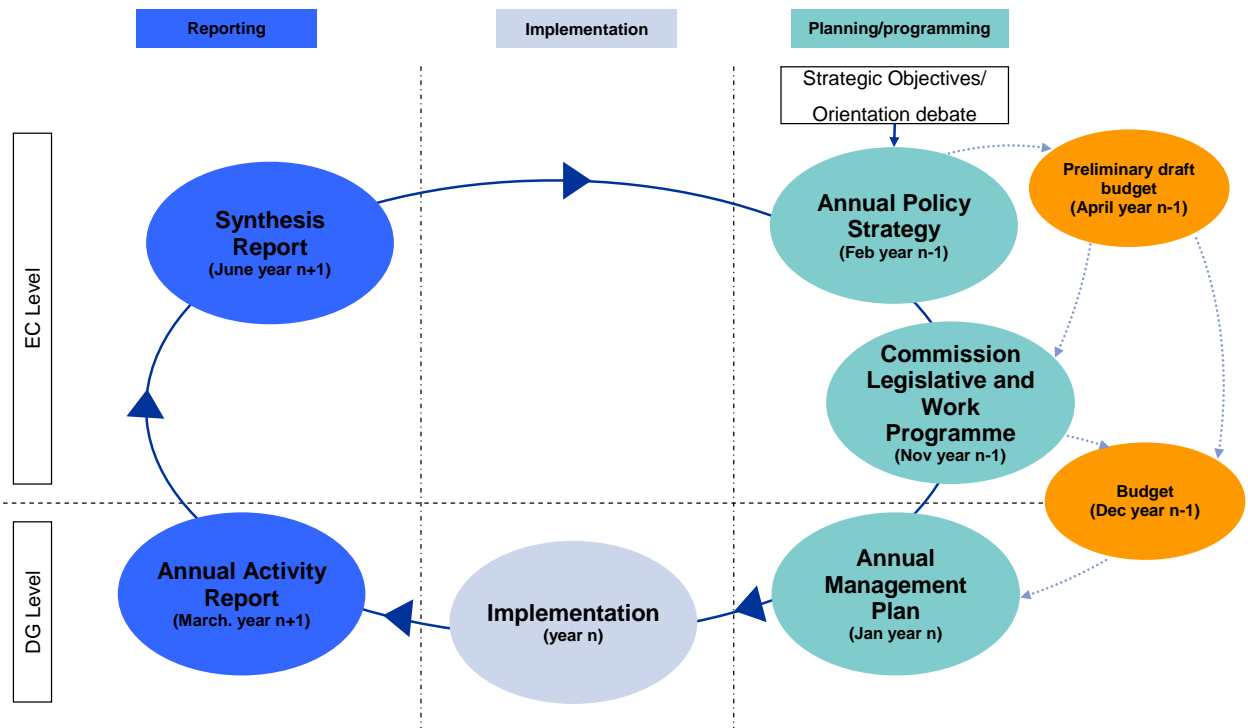 Reporting
Implementation
Planning/programming
Strategic Objectives/
Orientation debate
EC Level
Synthesis
Report
(June year n+1)
Annual Policy
Strategy
(Feb year n-1)
Preliminary draft
budget
(April year n-1)
Commission
Legislative and
Work
Programme
(Nov year n-1)
Budget
(Dec year n-1)
DG Level
Annual Activity
Report
(March. year n+1)
Implementation
(year n)
Annual
Management
Plan
(Jan year n)